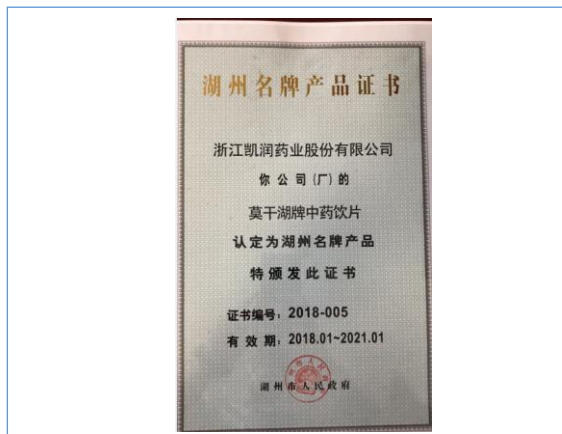 湖州名牌产品证书
浙江凯润药业股份有限公司
你公司(厂)的
莫干湖牌中药饮片
认定为湖州名牌产品
特颁发此证书
证书编号：2018-005
有效期：2018.01~2021.01
湖州市人民政府